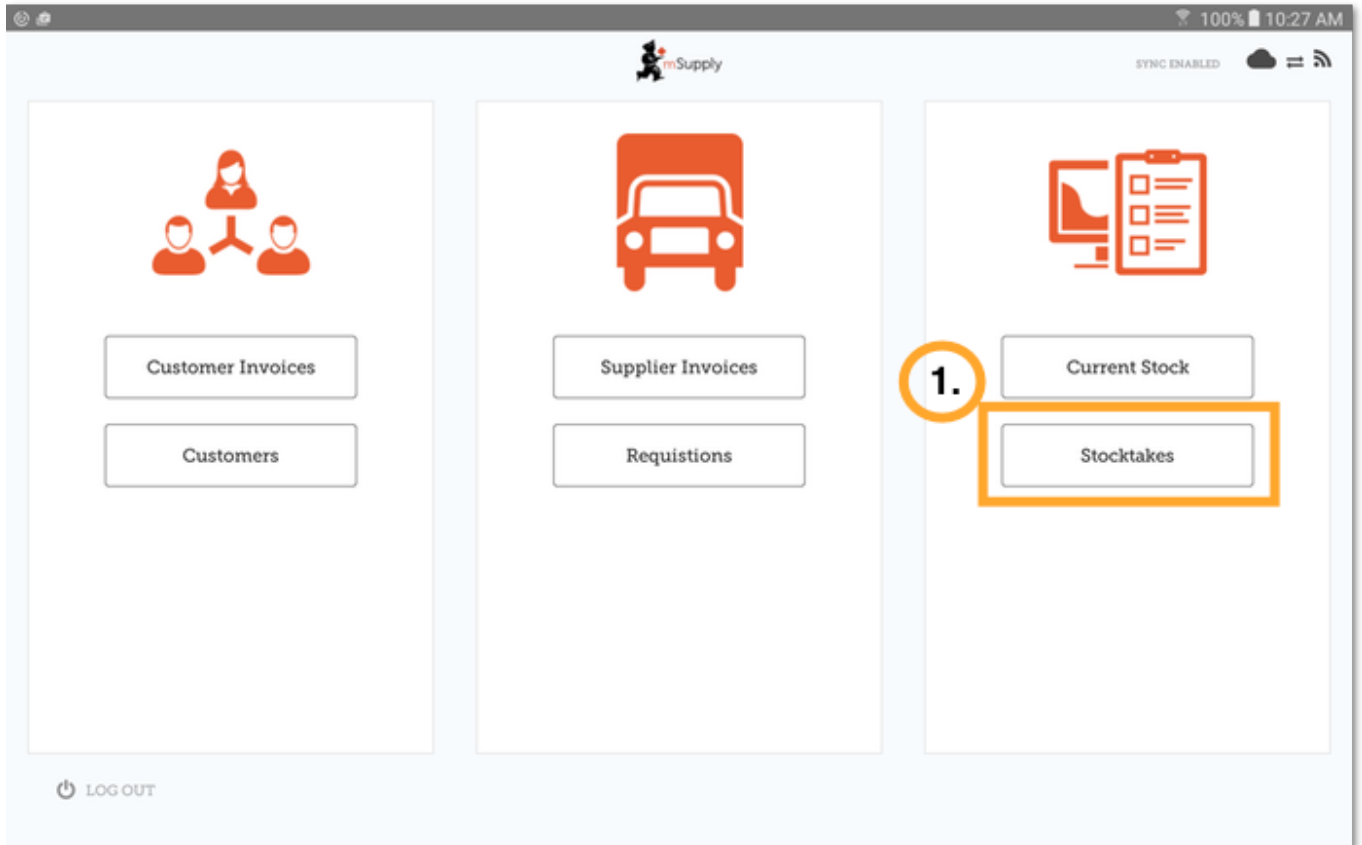 100% 10:27 AM
mSupply
SYNC ENABLED
Customer Invoices
Customers
Supplier Invoices
Requistions
1.
Current Stock
Stocktakes
LOG OUT